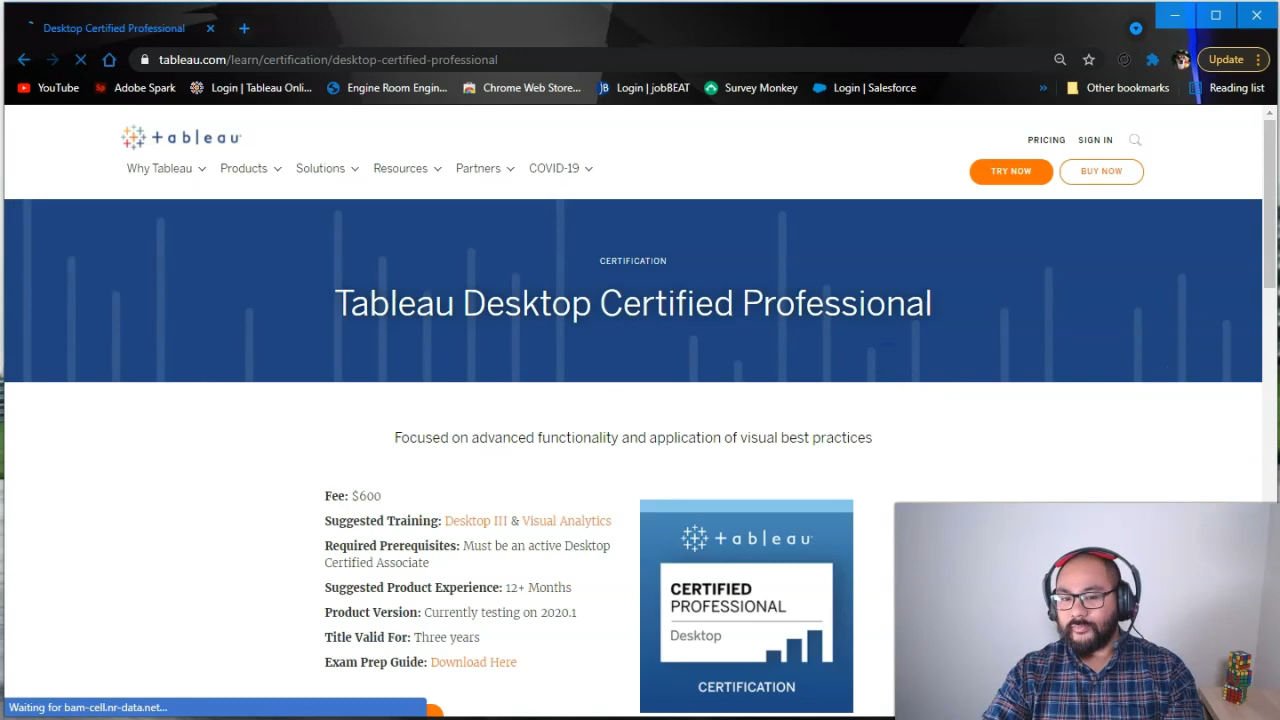 Desktop Certified Professional
tableau.com/learn/certification/desktop-certified-professional
Update
YouTube
Adobe Spark
Login | Tableau Onli...
Engine Room Engin...
Chrome Web Store...
Login | jobBEAT
Survey Monkey
Login | Salesforce
»
Other bookmarks
Reading list
+ableau
PRICING
SIGN IN
Why Tableau
Products
Solutions
Resources
Partners
COVID-19
TRY NOW
BUY NOW
CERTIFICATION
Tableau Desktop Certified Professional
Focused on advanced functionality and application of visual best practices
Fee: $600
Suggested Training: Desktop III & Visual Analytics
Required Prerequisites: Must be an active Desktop
Certified Associate
Suggested Product Experience: 12+ Months
Product Version: Currently testing on 2020.1
Title Valid For: Three years
Exam Prep Guide: Download Here
+ableau
CERTIFIED
PROFESSIONAL
Desktop
CERTIFICATION
Waiting for bam-cell.nr-data.net...